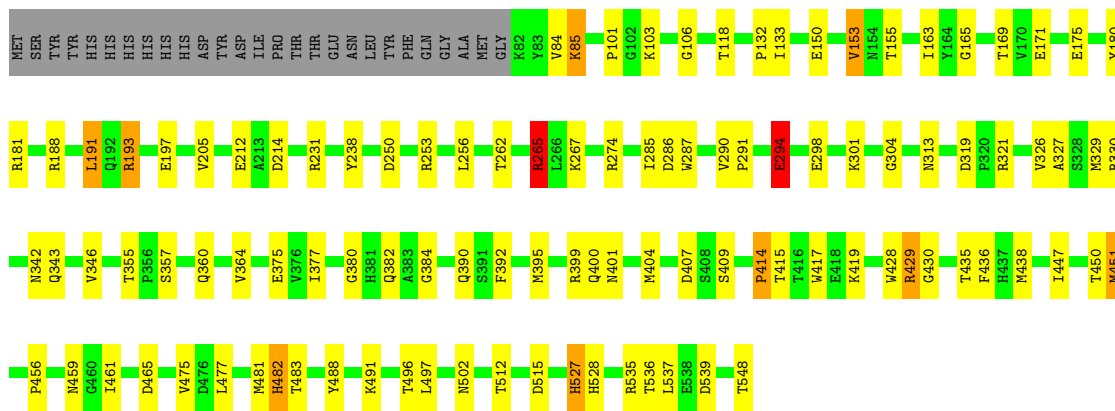 MET SER TYR TYR HIS HIS HIS HIS HIS HIS ASP TYR ASP ILE PRO THR THR GLU ASN LEU TYR PHE GLN GLY ALA MET GLY K82 Y83 V84 K85 P101 G102 K103 G106 T118 P132 I133 E150 V153 N154 T155 I163 Y164 G165 T169 V170 E171 E175 Y180
R181 R188 L191 Q192 R193 E197 V205 E212 A213 D214 R231 Y238 D250 R253 L256 T262 R265 L266 K267 R274 I285 D286 W287 V290 P291 E294 E298 K301 G304 N313 D319 P320 R321 V326 A327 S328 M329
N342 Q343 V346 T355 P356 S357 Q360 V364 E375 V376 I377 G380 H381 Q382 A383 G384 Q390 S391 F392 M395 R399 Q400 N401 M404 D407 S408 S409 P414 T415 T416 W417 E418 K419 W428 R429 G430 T435 F436 H437 M438 I447 T450
P456 N459 G460 I461 D465 V475 D476 L477 M481 H482 T483 Y488 K491 T496 L497 N502 T512 D515 H527 H528 R535 T536 L537 E538 D539 T548